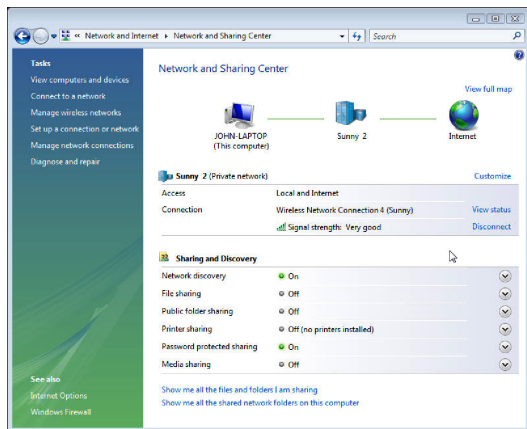 « Network and Internet ▸ Network and Sharing Center
Search
Tasks
View computers and devices
Connect to a network
Manage wireless networks
Set up a connection or network
Manage network connections
Diagnose and repair
See also
Internet Options
Windows Firewall
Network and Sharing Center
View full map
JOHN-LAPTOP
(This computer)
Sunny 2
Internet
Sunny 2 (Private network)
Customize
Access Local and Internet
Connection Wireless Network Connection 4 (Sunny) View status
Signal strength: Very good Disconnect
Sharing and Discovery
Network discovery On
File sharing Off
Public folder sharing Off
Printer sharing Off (no printers installed)
Password protected sharing On
Media sharing Off
Show me all the files and folders I am sharing
Show me all the shared network folders on this computer